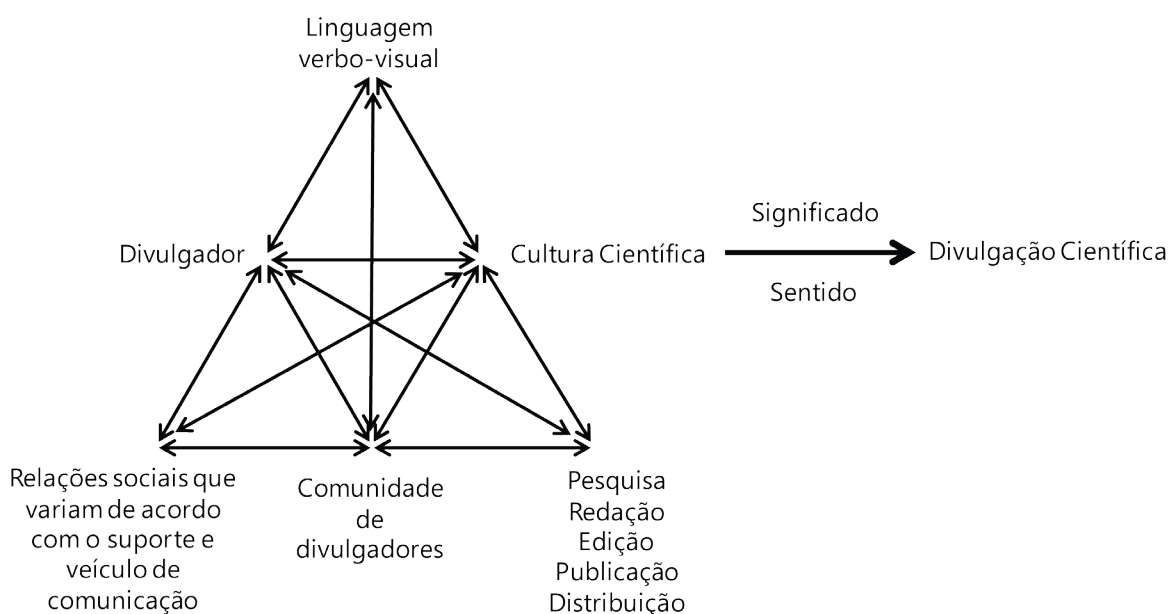 Linguagem
verbo-visual
Divulgador
Cultura Científica
Significado
Sentido
Divulgação Científica
Relações sociais que
variam de acordo
com o suporte e
veículo de
comunicação
Comunidade
de
divulgadores
Pesquisa
Redação
Edição
Publicação
Distribuição